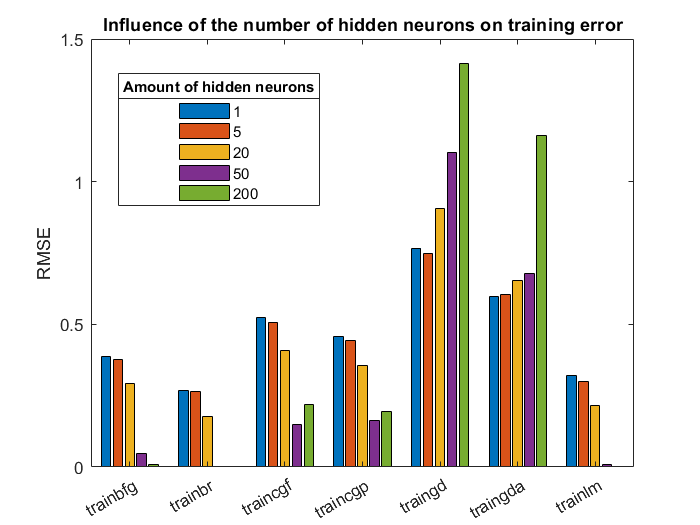 Influence of the number of hidden neurons on training error
1.5
1
0.5
0
RMSE
Amount of hidden neurons
1
5
20
50
200
trainbfg
trainbr
traincgf
traincgp
traingd
traingda
trainlm